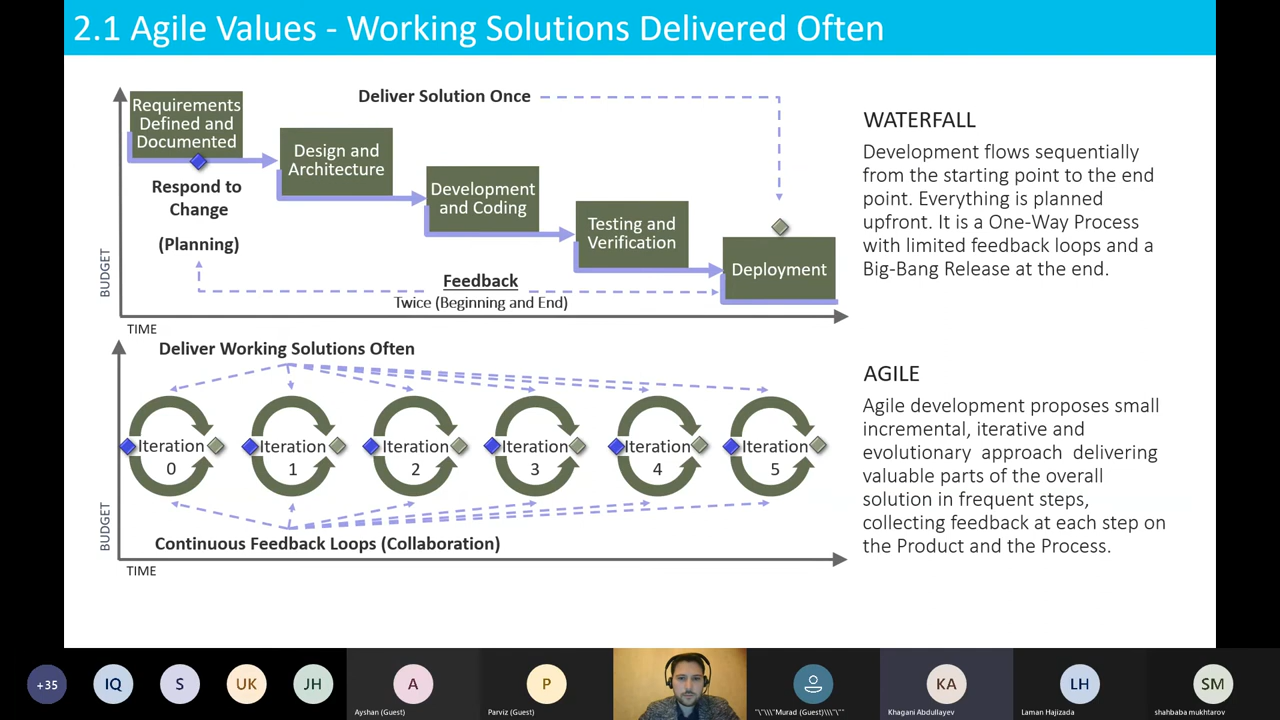 2.1 Agile Values - Working Solutions Delivered Often
Deliver Solution Once
Requirements
Defined and
Documented
Design and
Architecture
Development
and Coding
Testing and
Verification
Deployment
Respond to
Change
(Planning)
Feedback
Twice (Beginning and End)
BUDGET
TIME
WATERFALL
Development flows sequentially
from the starting point to the end
point. Everything is planned
upfront. It is a One-Way Process
with limited feedback loops and a
Big-Bang Release at the end.
Deliver Working Solutions Often
Iteration
0
Iteration
1
Iteration
2
Iteration
3
Iteration
4
Iteration
5
Continuous Feedback Loops (Collaboration)
BUDGET
TIME
AGILE
Agile development proposes small
incremental, iterative and
evolutionary approach delivering
valuable parts of the overall
solution in frequent steps,
collecting feedback at each step on
the Product and the Process.
+35
IQ
S
UK
JH
A
Ayshan (Guest)
P
Parviz (Guest)
"\"\\\"Murad (Guest)\\\"\""
KA
Khagani Abdullayev
LH
Laman Hajizada
SM
shahbaba mukhtarov